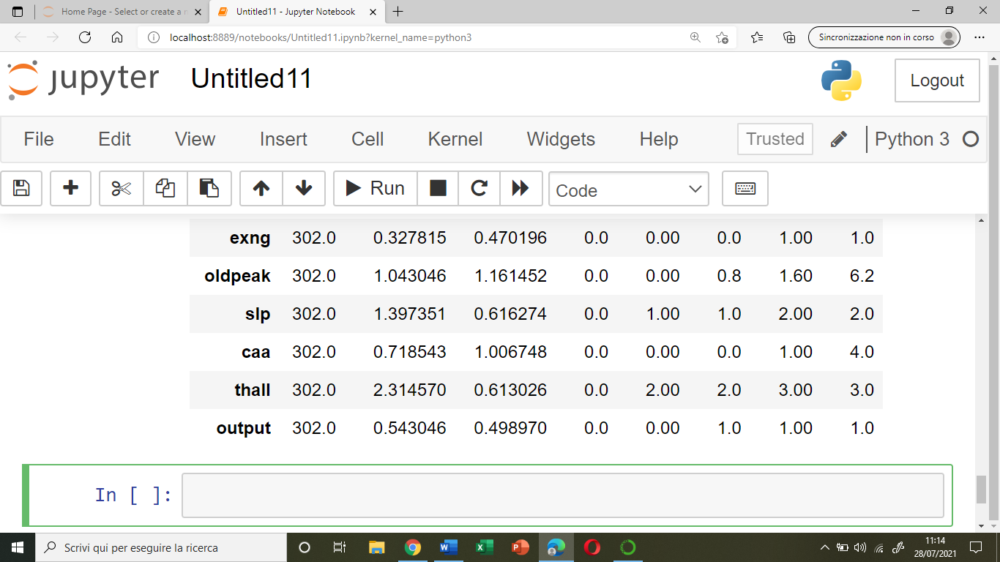 Home Page - Select or create a n
Untitled11 - Jupyter Notebook
localhost:8889/notebooks/Untitled11.ipynb?kernel_name=python3
Sincronizzazione non in corso
jupyter Untitled11
Logout
File Edit View Insert Cell Kernel Widgets Help Trusted Python 3
Run Code
exng 302.0 0.327815 0.470196 0.0 0.00 0.0 1.00 1.0
oldpeak 302.0 1.043046 1.161452 0.0 0.00 0.8 1.60 6.2
slp 302.0 1.397351 0.616274 0.0 1.00 1.0 2.00 2.0
caa 302.0 0.718543 1.006748 0.0 0.00 0.0 1.00 4.0
thall 302.0 2.314570 0.613026 0.0 2.00 2.0 3.00 3.0
output 302.0 0.543046 0.498970 0.0 0.00 1.0 1.00 1.0
In [ ]:
Scrivi qui per eseguire la ricerca
11:14
28/07/2021